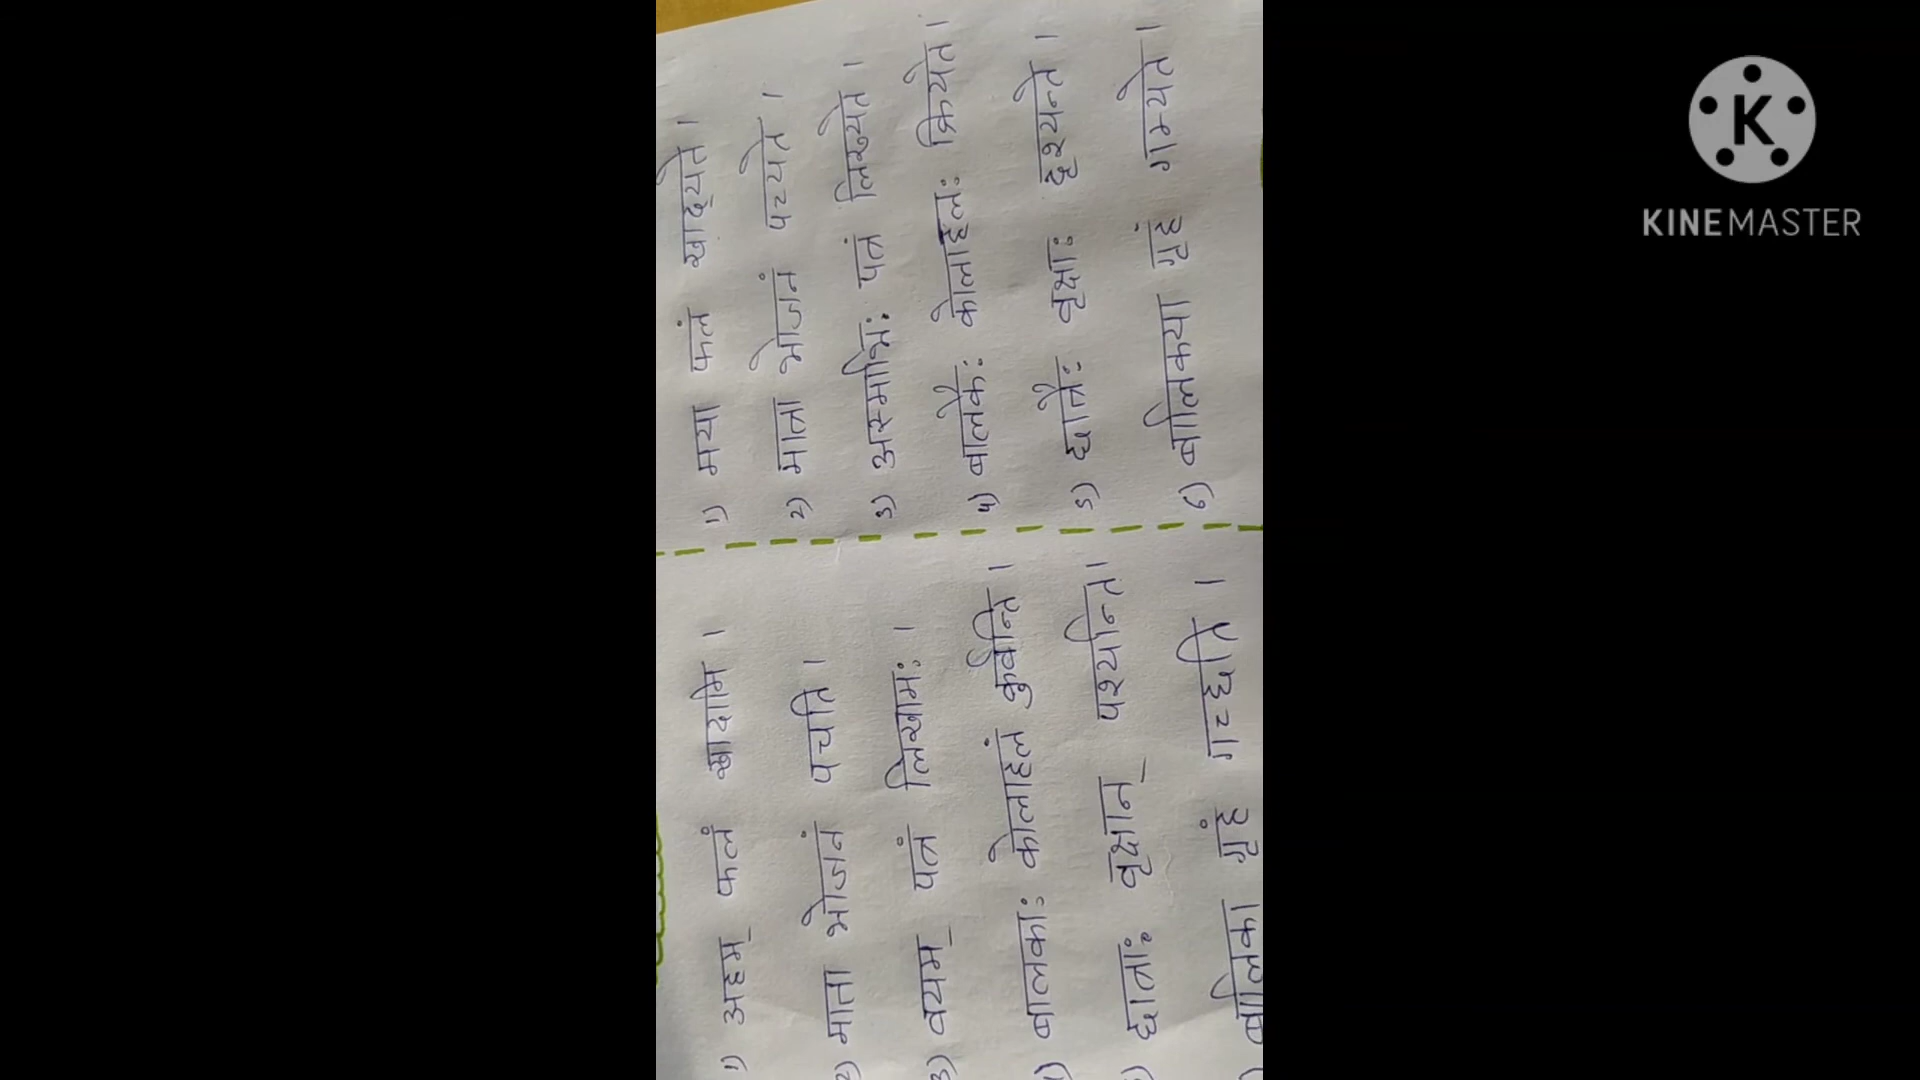 1) अहम् फलं खादामि ।
2) माता भोजनं पचति ।
3) वयम् पत्रं लिखामः ।
) बालकाः कोलाहलं कुर्वन्ति ।
) छात्राः वृक्षान् पश्यन्ति ।
) बालिका गृहं गच्छति ।
1) मया फलं खाद्यते ।
2) मात्रा भोजनं पच्यते ।
3) अस्माभिः पत्रं लिख्यते ।
4) बालकैः कोलाहलः क्रियते ।
5) छात्रैः वृक्षाः दृश्यन्ते ।
6) बालिकया गृहं गम्यते ।
K
KINEMASTER